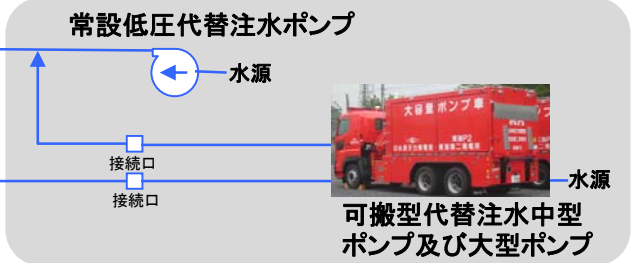 常設低圧代替注水ポンプ
水源
大容量ポンプ車
接続口
接続口
水源
可搬型代替注水中型
ポンプ及び大型ポンプ